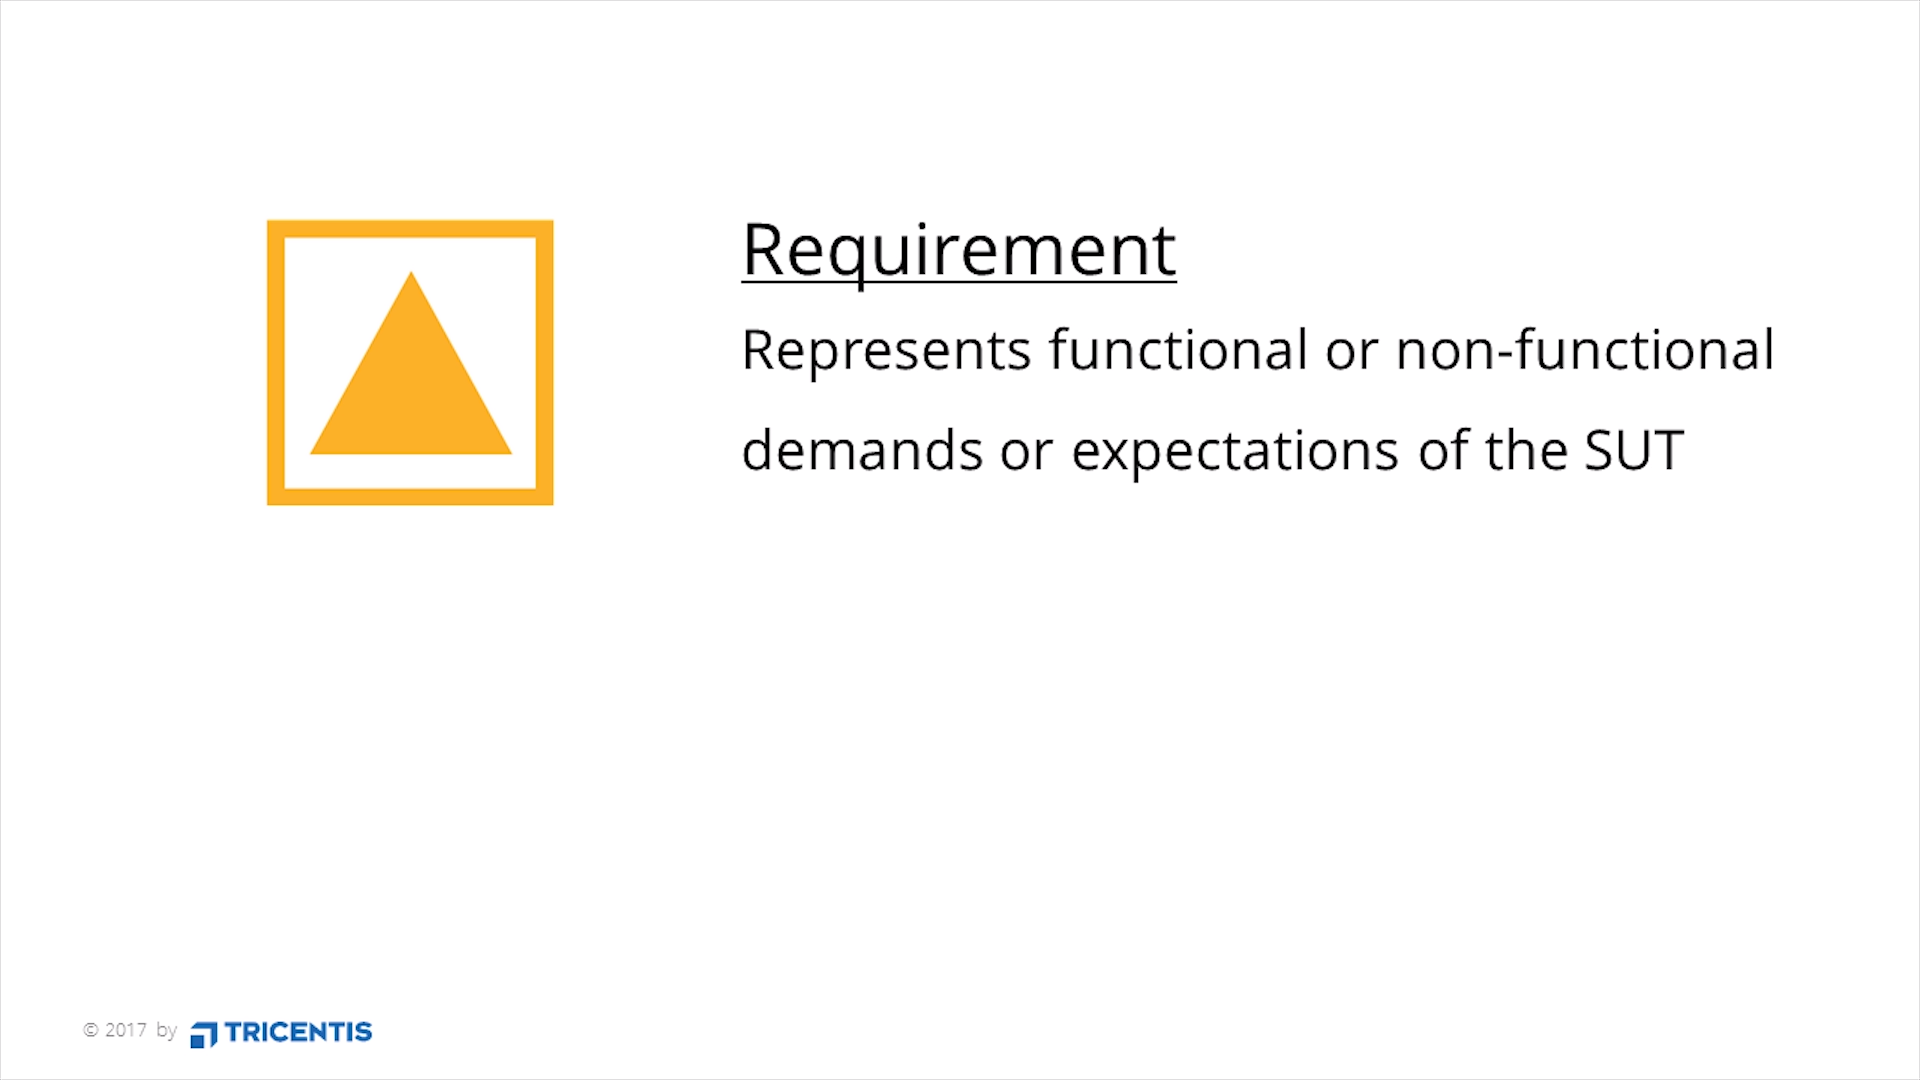 Requirement
Represents functional or non-functional
demands or expectations of the SUT
© 2017 by TRICENTIS